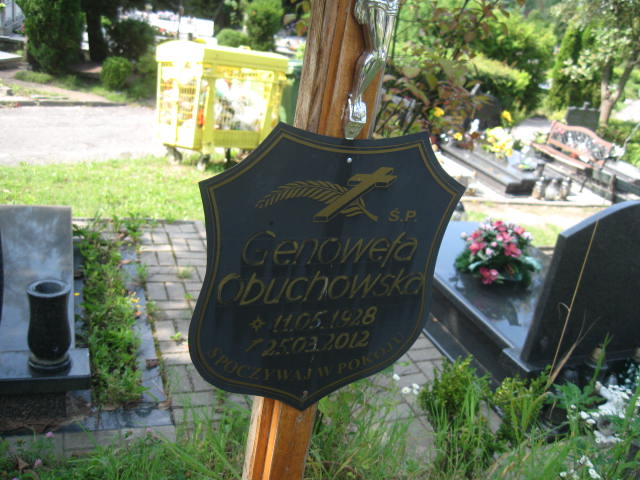 Ś.P.
Genowefa
Obuchowska
✲ 11.05.1928
† 25.03.2012
SPOCZYWAJ W POKOJU